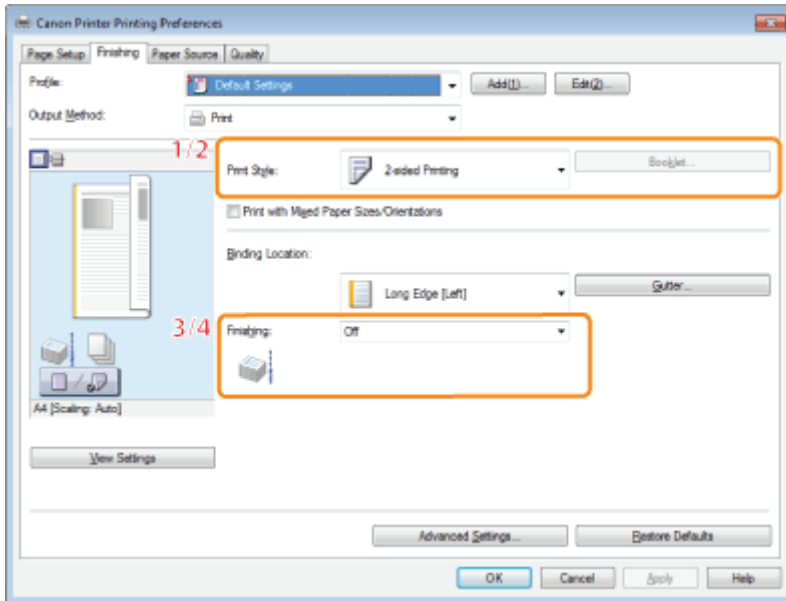 Canon Printer Printing Preferences
Page Setup Finishing Paper Source Quality
Profile: Default Settings Add(1)... Edit(2)...
Output Method: Print
1/2
Print Style: 2-sided Printing Booklet...
Print with Mixed Paper Sizes/Orientations
Binding Location:
Long Edge [Left] Gutter...
3/4
Finishing: Off
A4 [Scaling: Auto]
View Settings
Advanced Settings... Restore Defaults
OK Cancel Apply Help